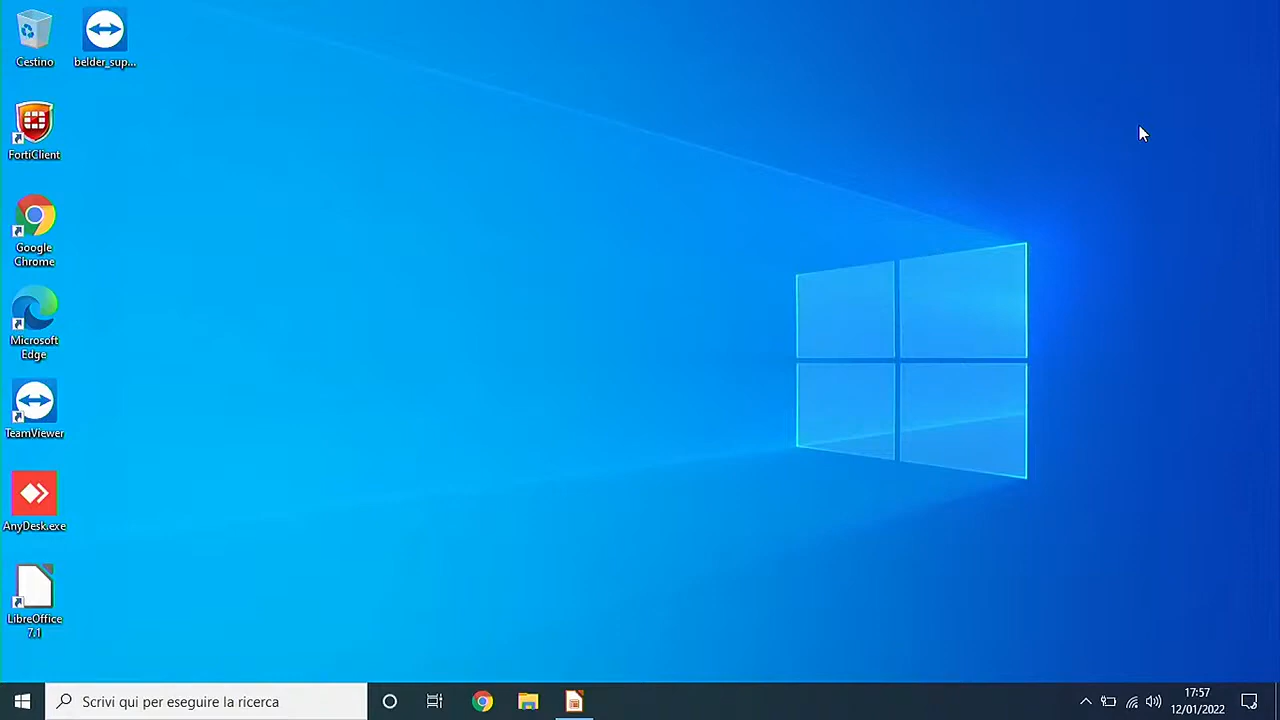 Cestino
belder_sup...
FortiClient
Google
Chrome
Microsoft
Edge
TeamViewer
AnyDesk.exe
LibreOffice
7.1
Scrivi qui per eseguire la ricerca
17:57
12/01/2022